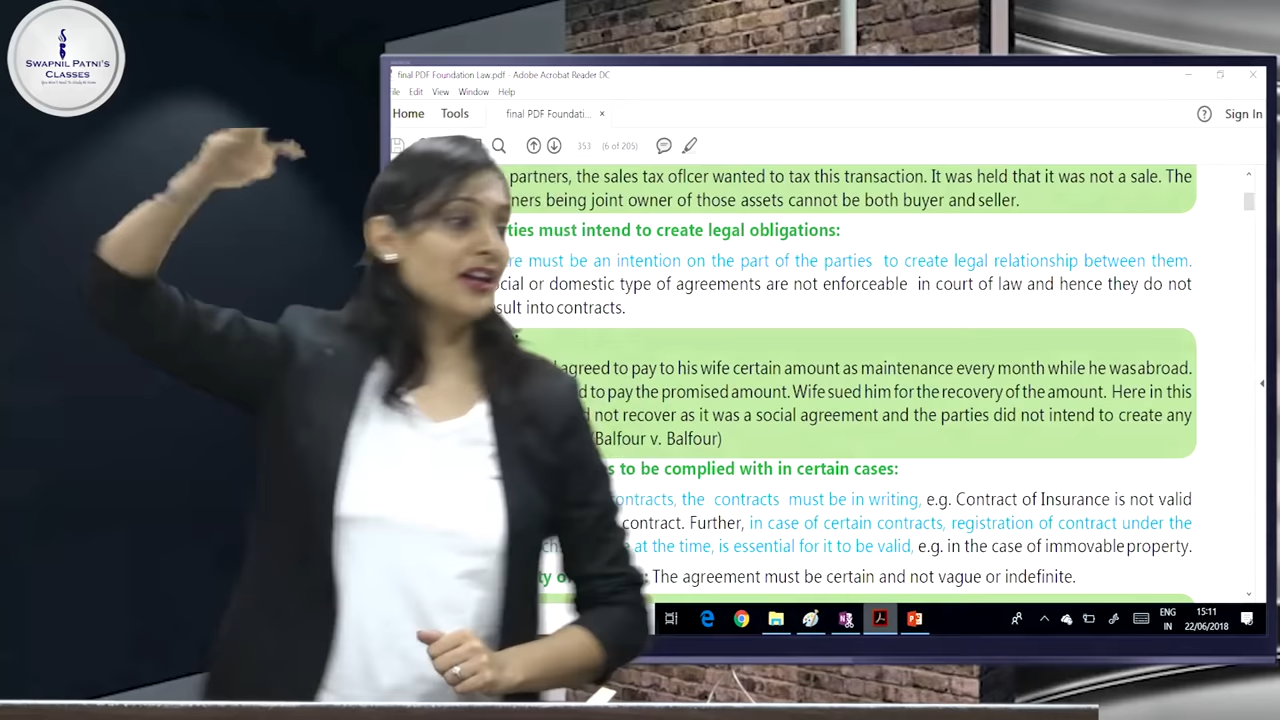 SWAPNIL PATNI'S
CLASSES
final PDF Foundation Law.pdf - Adobe Acrobat Reader DC
Edit View Window Help
Home Tools final PDF Foundati... × Sign In
353 (6 of 205)
partners, the sales tax oflcer wanted to tax this transaction. It was held that it was not a sale. The
being joint owner of those assets cannot be both buyer and seller.
must intend to create legal obligations:
must be an intention on the part of the parties to create legal relationship between them.
or domestic type of agreements are not enforceable in court of law and hence they do not
into contracts.
agreed to pay to his wife certain amount as maintenance every month while he was abroad.
to pay the promised amount. Wife sued him for the recovery of the amount. Here in this
not recover as it was a social agreement and the parties did not intend to create any
(Balfour v. Balfour)
to be complied with in certain cases:
contracts, the contracts must be in writing, e.g. Contract of Insurance is not valid
contract. Further, in case of certain contracts, registration of contract under the
at the time, is essential for it to be valid, e.g. in the case of immovable property.
The agreement must be certain and not vague or indefinite.
ENG
IN
15:11
22/06/2018